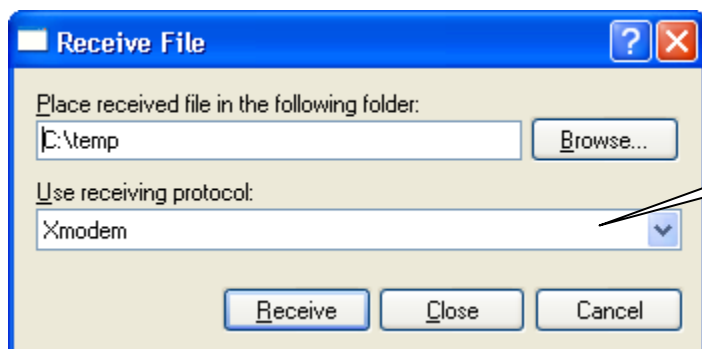 Receive File
Place received file in the following folder:
C:\temp
Browse...
Use receiving protocol:
Xmodem
Receive Close Cancel